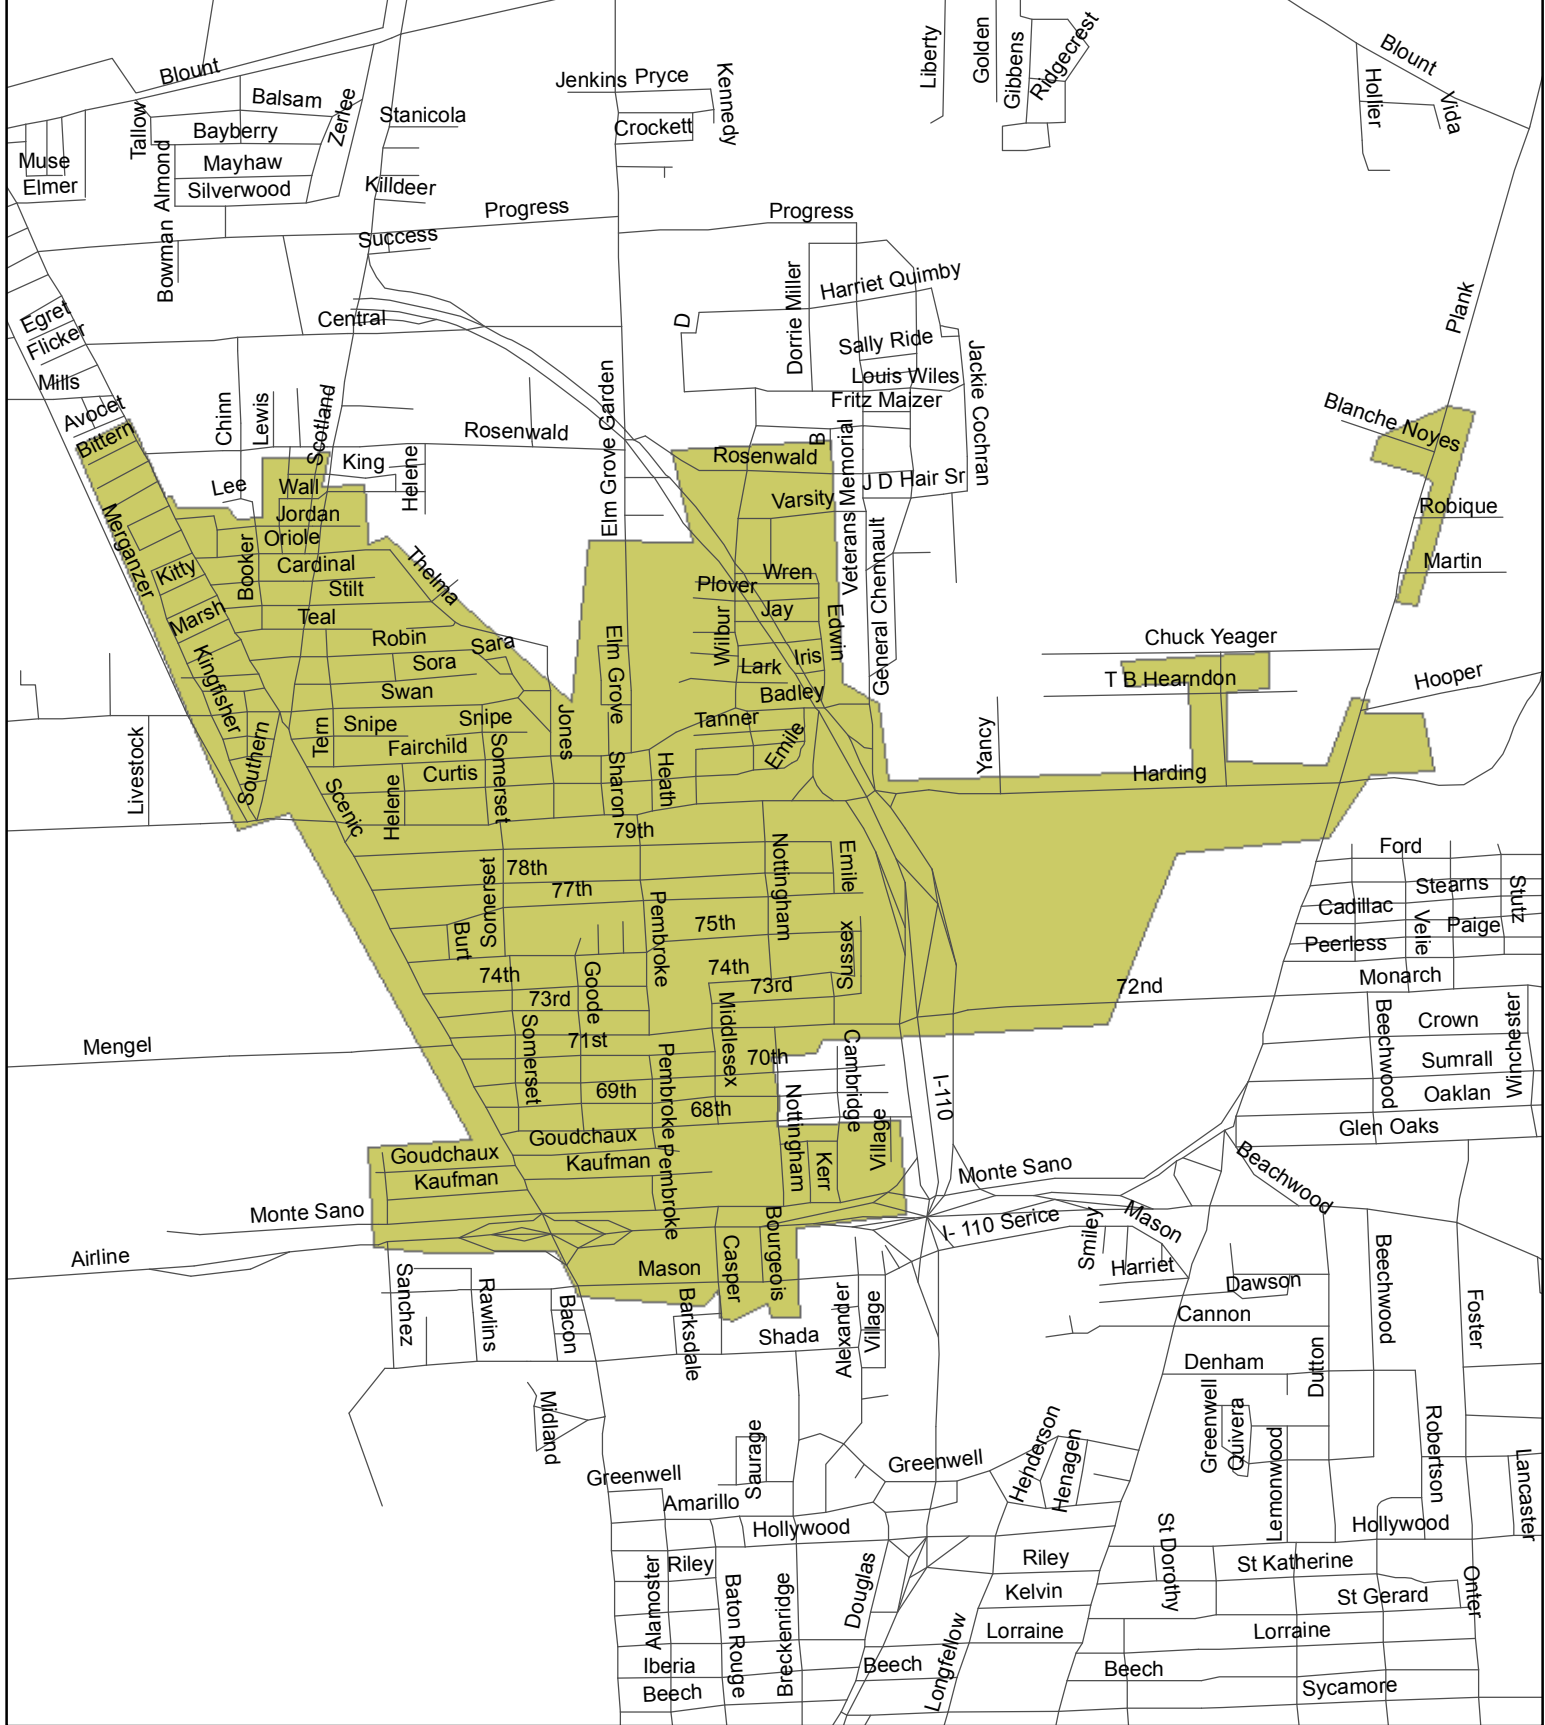 Liberty
Golden
Gibbens
Ridgecrest
Blount
Blount
Jenkins
Pryce
Kennedy
Hollier
Vida
Balsam
Tallow
Zerlee
Stanicola
Bayberry
Crockett
Muse
Mayhaw
Elmer
Almond
Silverwood
Killdeer
Bowman
Progress
Progress
Success
Harriet Quimby
Dorrie Miller
Egret
Central
D
Plank
Flicker
Sally Ride
Jackie Cochran
Mills
Louis Wiles
Chinn
Lewis
Scotland
Elm Grove Garden
Fritz Maizer
Avocet
Blanche Noyes
Bittern
Rosenwald
B
King
Rosenwald
Helene
Lee
Wall
Varsity
Veterans Memorial
J D Hair Sr
Robique
Jordan
Merganzer
Oriole
General Chennault
Booker
Cardinal
Thelma
Martin
Kitty
Wren
Stilt
Plover
Marsh
Teal
Jay
Wilbur
Edwin
Robin
Sara
Elm Grove
Chuck Yeager
Sora
Lark
Iris
Kingfisher
T B Hearndon
Hooper
Swan
Badley
Snipe
Snipe
Tanner
Tern
Jones
Emile
Yancy
Livestock
Southern
Fairchild
Somerset
Sharon
Heath
Curtis
Harding
Helene
Scenic
79th
Nottingham
Emile
Ford
78th
Somerset
77th
Stearns
Stutz
Cadillac
Pembroke
75th
Burt
Velie
Paige
Sussex
Peerless
74th
74th
Goode
73rd
Monarch
73rd
72nd
Middlesex
Somerset
71st
Beechwood
Crown
Winchester
Mengel
Cambridge
70th
Pembroke
Sumrall
69th
I-110
Oaklan
68th
Nottingham
Village
Goudchaux
Glen Oaks
Goudchaux
Kaufman
Kerr
Pembroke
Beachwood
Kaufman
Monte Sano
Monte Sano
Bourgeois
I- 110 Serice
Smiley
Mason
Airline
Casper
Mason
Harriet
Beechwood
Dawson
Sanchez
Rawlins
Bacon
Barksdale
Alexander
Village
Cannon
Foster
Shada
Denham
Dutton
Midland
Greenwell
Quivera
Saurage
Henderson
Robertson
Greenwell
Greenwell
Henagen
Lemonwood
Lancaster
Amarillo
Hollywood
Hollywood
St Dorothy
Riley
Riley
St Katherine
Alamoster
Baton Rouge
Breckenridge
Douglas
Kelvin
St Gerard
Onter
Lorraine
Lorraine
Longfellow
Iberia
Beech
Beech
Beech
Sycamore